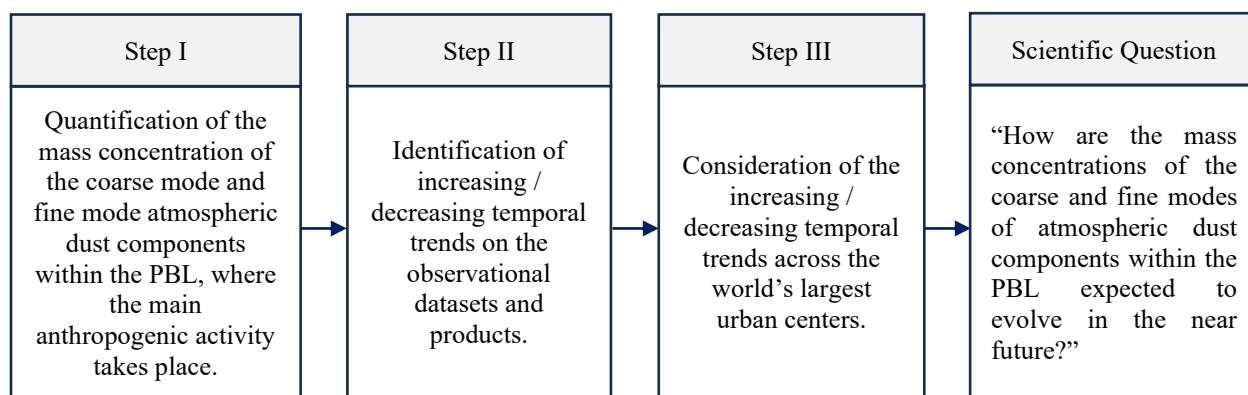 Step I
Quantification of the
mass concentration of
the coarse mode and
fine mode atmospheric
dust components
within the PBL, where
the main
anthropogenic activity
takes place.
Step II
Identification of
increasing /
decreasing temporal
trends on the
observational
datasets and
products.
Step III
Consideration of the
increasing /
decreasing temporal
trends across the
world’s largest
urban centers.
Scientific Question
“How are the mass
concentrations of the
coarse and fine modes
of atmospheric dust
components within the
PBL expected to
evolve in the near
future?”